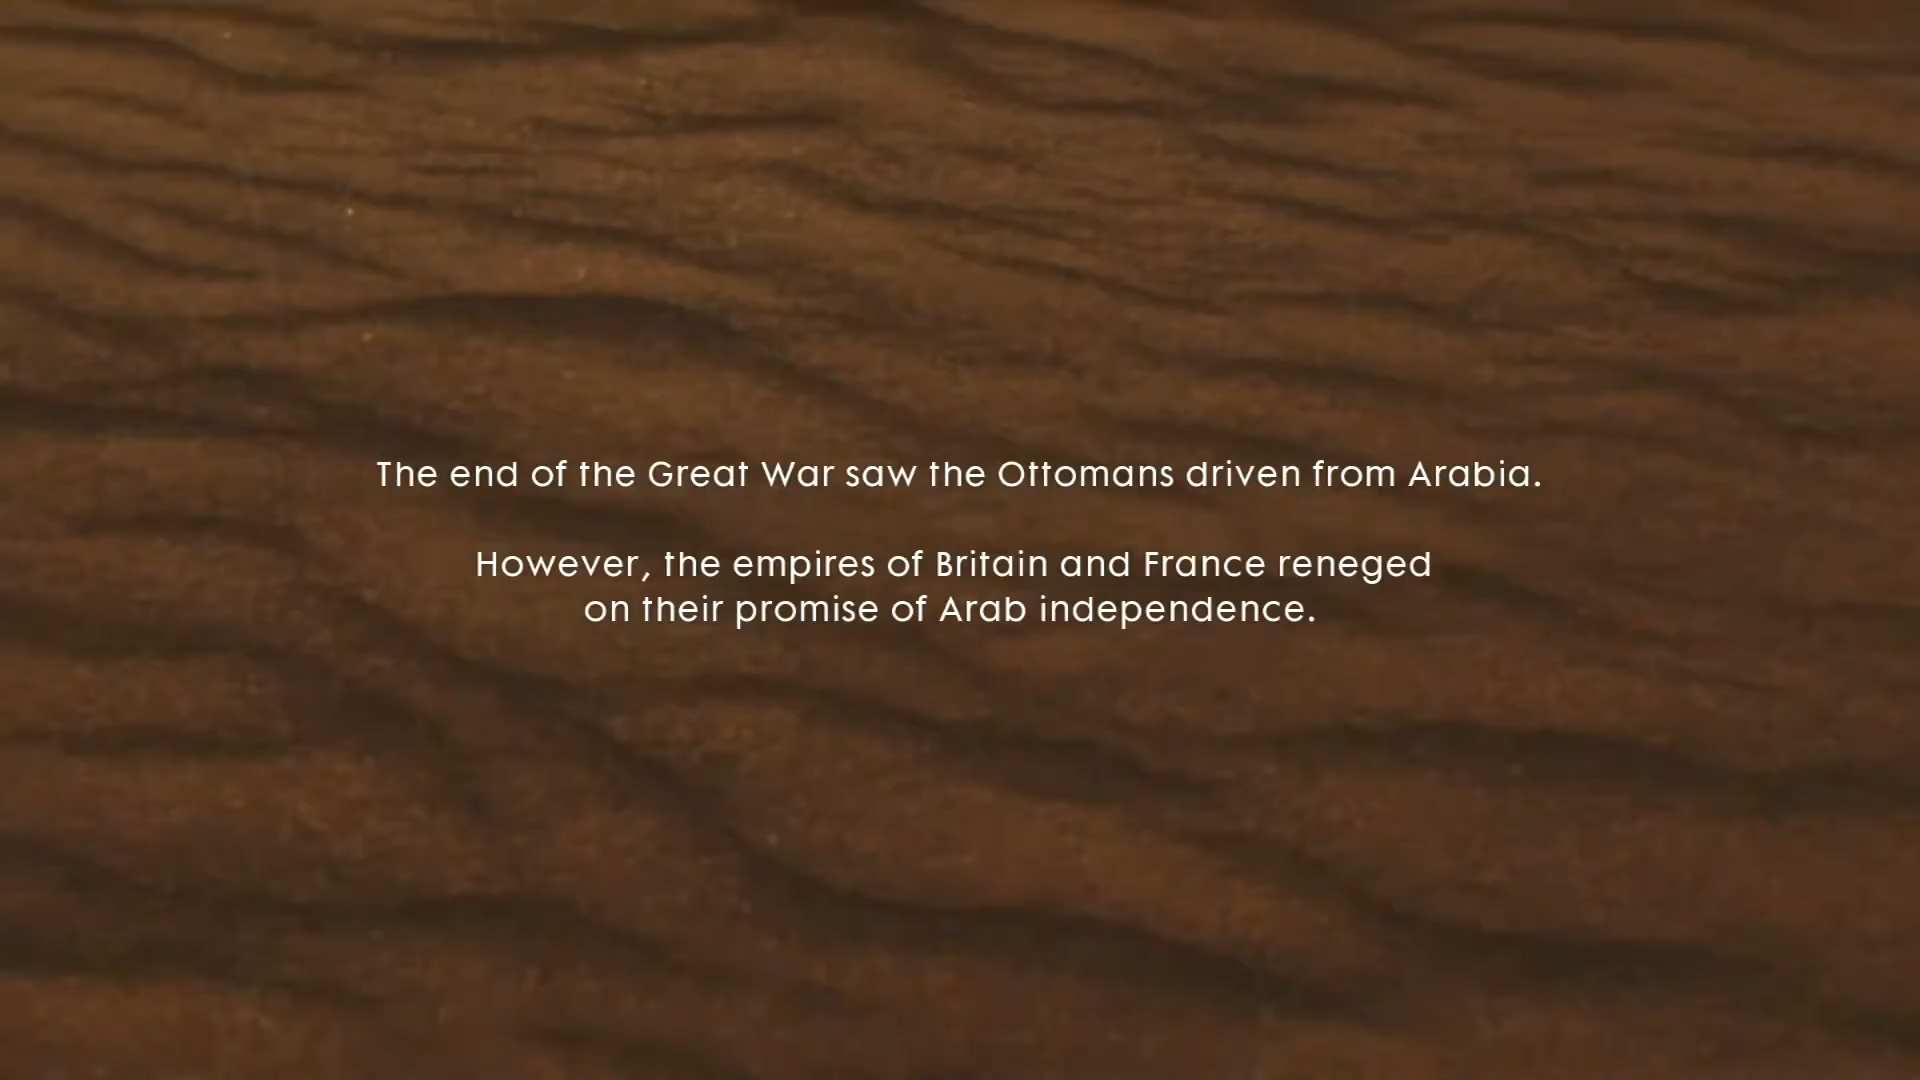 The end of the Great War saw the Ottomans driven from Arabia.
However, the empires of Britain and France reneged
on their promise of Arab independence.